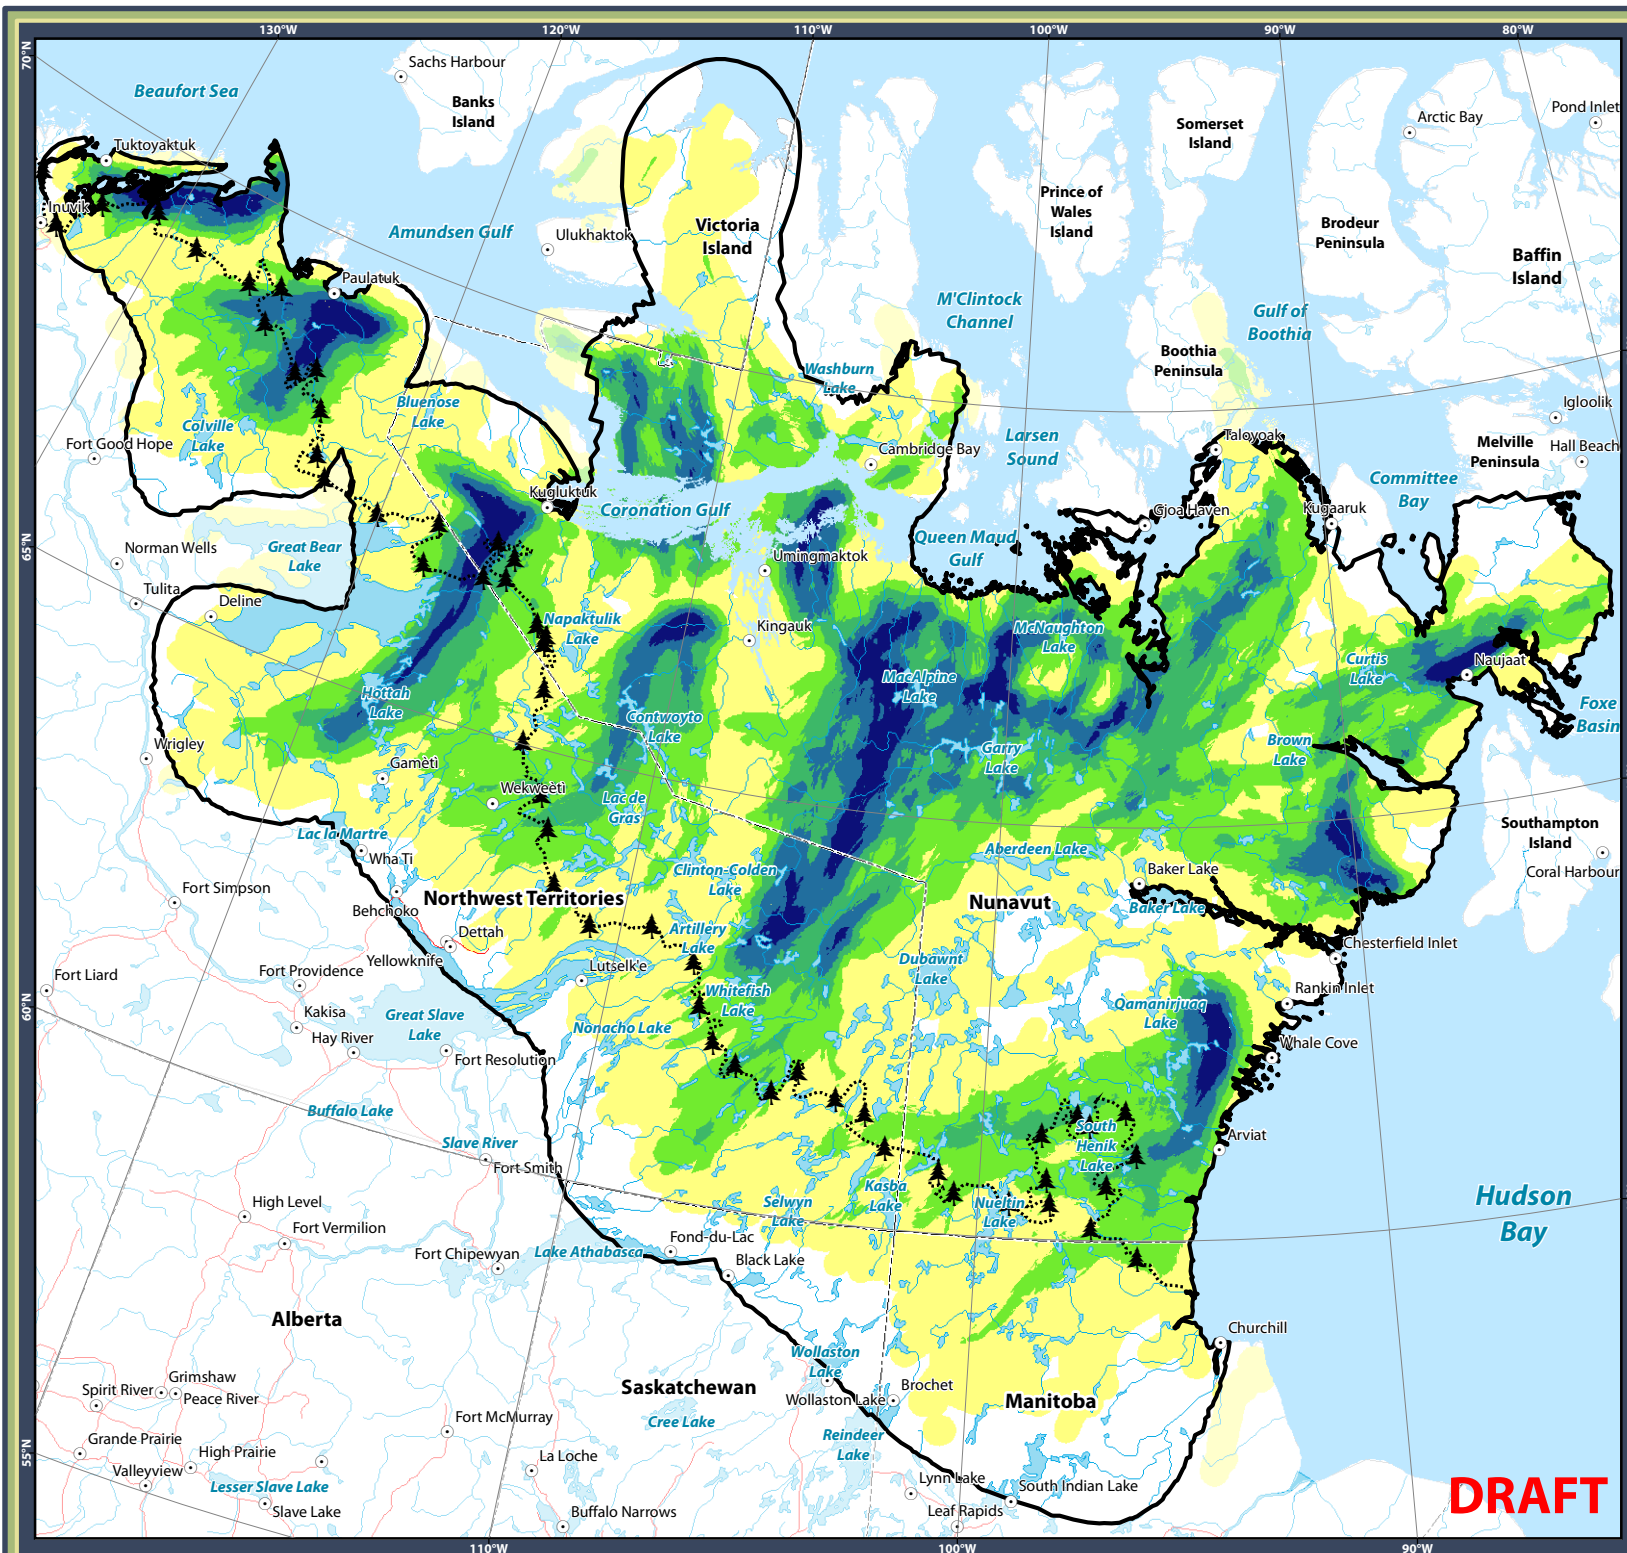 130°W
120°W
110°W
100°W
90°W
80°W
70°N
Sachs Harbour
Beaufort Sea
Banks
Island
Pond Inlet
Arctic Bay
Somerset
Island
Tuktoyaktuk
Prince of
Wales
Island
Inuvik
Victoria
Island
Amundsen Gulf
Ulukhaktok
Brodeur
Peninsula
Baffin
Island
Paulatuk
M'Clintock
Channel
Gulf of
Boothia
Boothia
Peninsula
Washburn
Lake
Bluenose
Lake
Igloolik
Colville
Lake
Fort Good Hope
Cambridge Bay
Larsen
Sound
Taloyoak
Melville
Peninsula
Hall Beach
Committee
Bay
Kugluktuk
Coronation Gulf
Gjoa Haven
Kugaaruk
65°N
Norman Wells
Great Bear
Lake
Queen Maud
Gulf
Umingmaktok
Tulita
Deline
Napaktulik
Lake
Kingauk
McNaughton
Lake
Curtis
Lake
Naujaat
MacAlpine
Lake
Hottah
Lake
Foxe
Basin
Contwoyto
Lake
Wrigley
Garry
Lake
Brown
Lake
Gamètì
Wekweètì
Lac de
Gras
Lac la Martre
Southampton
Island
Wha Ti
Aberdeen Lake
Clinton-Colden
Lake
Baker Lake
Coral Harbour
Fort Simpson
Northwest Territories
Nunavut
Behchoko
Baker Lake
Dettah
Artillery
Lake
Chesterfield Inlet
Yellowknife
Fort Liard
Fort Providence
Lutselk'e
Dubawnt
Lake
Rankin Inlet
60°N
Kakisa
Great Slave
Lake
Whitefish
Lake
Qamanirjuaq
Lake
Hay River
Nonacho Lake
Whale Cove
Fort Resolution
Buffalo Lake
South
Henik
Lake
Slave River
Arviat
Fort Smith
High Level
Selwyn
Lake
Kasba
Lake
Nueltin
Lake
Hudson
Bay
Fort Vermilion
Fond-du-Lac
Fort Chipewyan
Lake Athabasca
Black Lake
Alberta
Churchill
Wollaston
Lake
Grimshaw
Spirit River
Peace River
Saskatchewan
Brochet
Wollaston Lake
Manitoba
Fort McMurray
Cree Lake
Grande Prairie
High Prairie
Reindeer
Lake
55°N
Valleyview
La Loche
Lesser Slave Lake
Lynn Lake
South Indian Lake
Slave Lake
Buffalo Narrows
Leaf Rapids
DRAFT
110°W
100°W
90°W